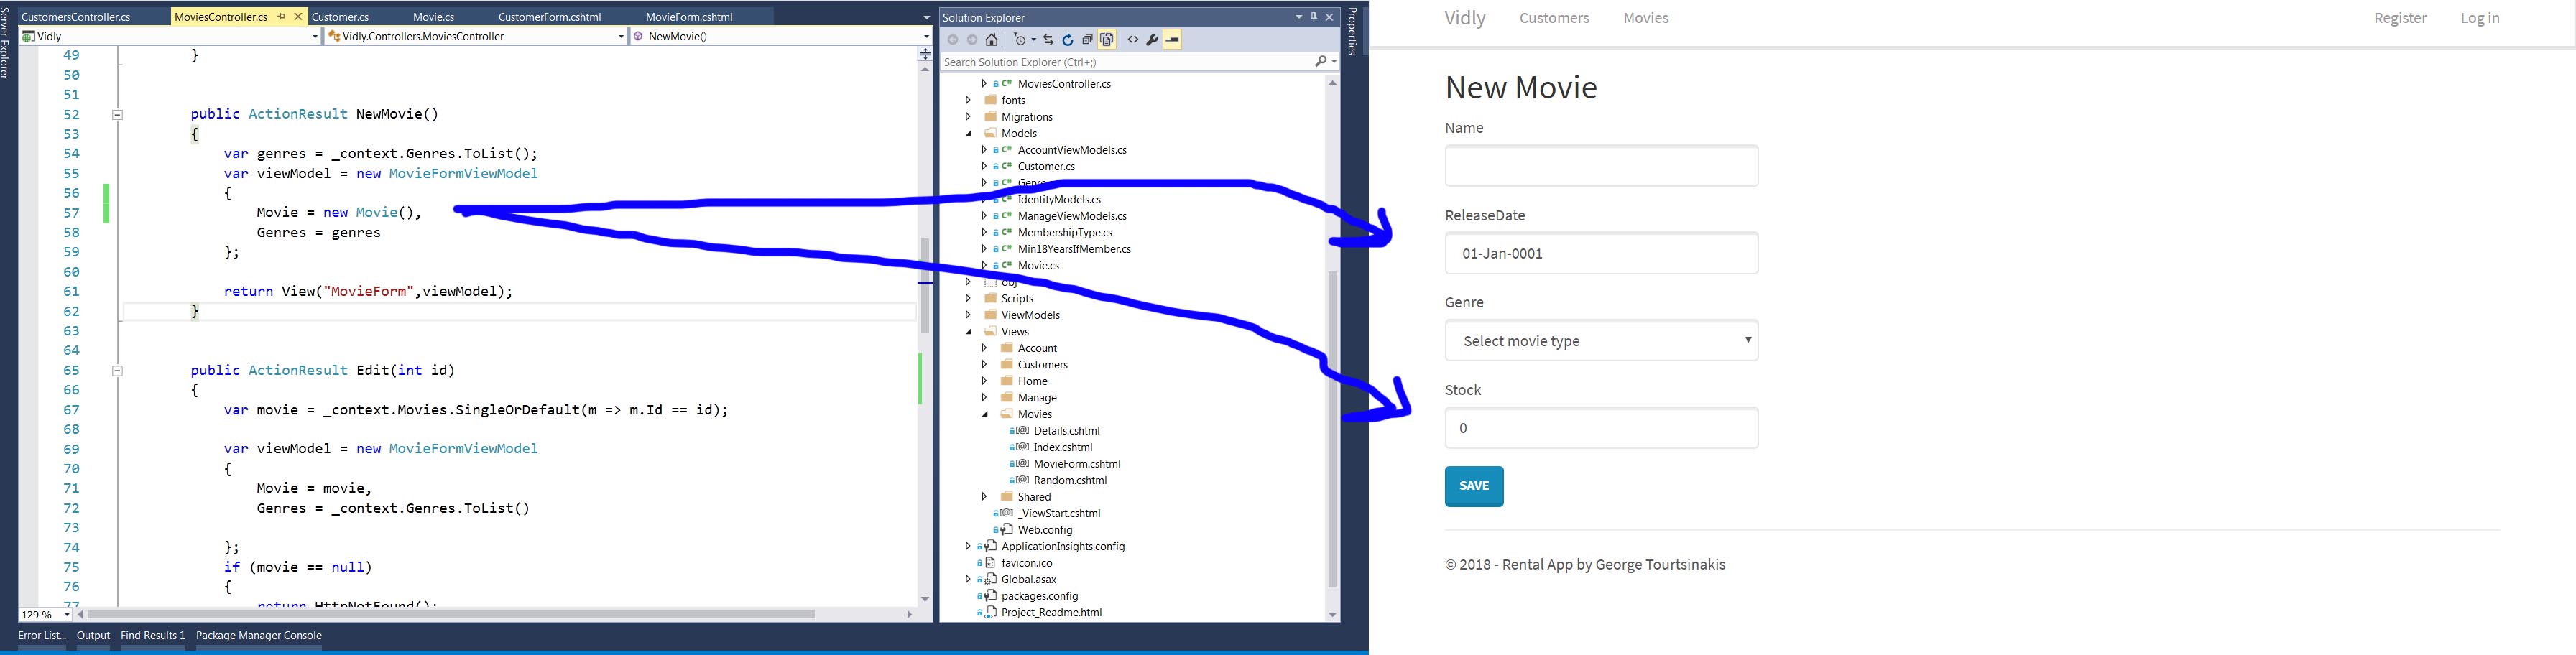 Server Explorer
CustomersController.cs
MoviesController.cs
Customer.cs
Movie.cs
CustomerForm.cshtml
MovieForm.cshtml
Vidly
Vidly.Controllers.MoviesController
NewMovie()
49 }
50
51
52 public ActionResult NewMovie()
53 {
54 var genres = _context.Genres.ToList();
55 var viewModel = new MovieFormViewModel
56 {
57 Movie = new Movie(),
58 Genres = genres
59 };
60
61 return View("MovieForm",viewModel);
62 }
63
64
65 public ActionResult Edit(int id)
66 {
67 var movie = _context.Movies.SingleOrDefault(m => m.Id == id);
68
69 var viewModel = new MovieFormViewModel
70 {
71 Movie = movie,
72 Genres = _context.Genres.ToList()
73
74 };
75 if (movie == null)
76 {
77 return HttpNotFound();
129 %
Error List...
Output
Find Results 1
Package Manager Console
Solution Explorer
Search Solution Explorer (Ctrl+;)
C# MoviesController.cs
fonts
Migrations
Models
C# AccountViewModels.cs
C# Customer.cs
C#
C# IdentityModels.cs
C# ManageViewModels.cs
C# MembershipType.cs
C# Min18YearsIfMember.cs
C# Movie.cs
obj
Scripts
ViewModels
Views
Account
Customers
Home
Manage
Movies
[@] Details.cshtml
[@] Index.cshtml
[@] MovieForm.cshtml
[@] Random.cshtml
Shared
[@] _ViewStart.cshtml
Web.config
ApplicationInsights.config
favicon.ico
Global.asax
packages.config
Project_Readme.html
Properties
Vidly
Customers
Movies
Register
Log in
New Movie
Name
ReleaseDate
01-Jan-0001
Genre
Select movie type
Stock
0
SAVE
© 2018 - Rental App by George Tourtsinakis